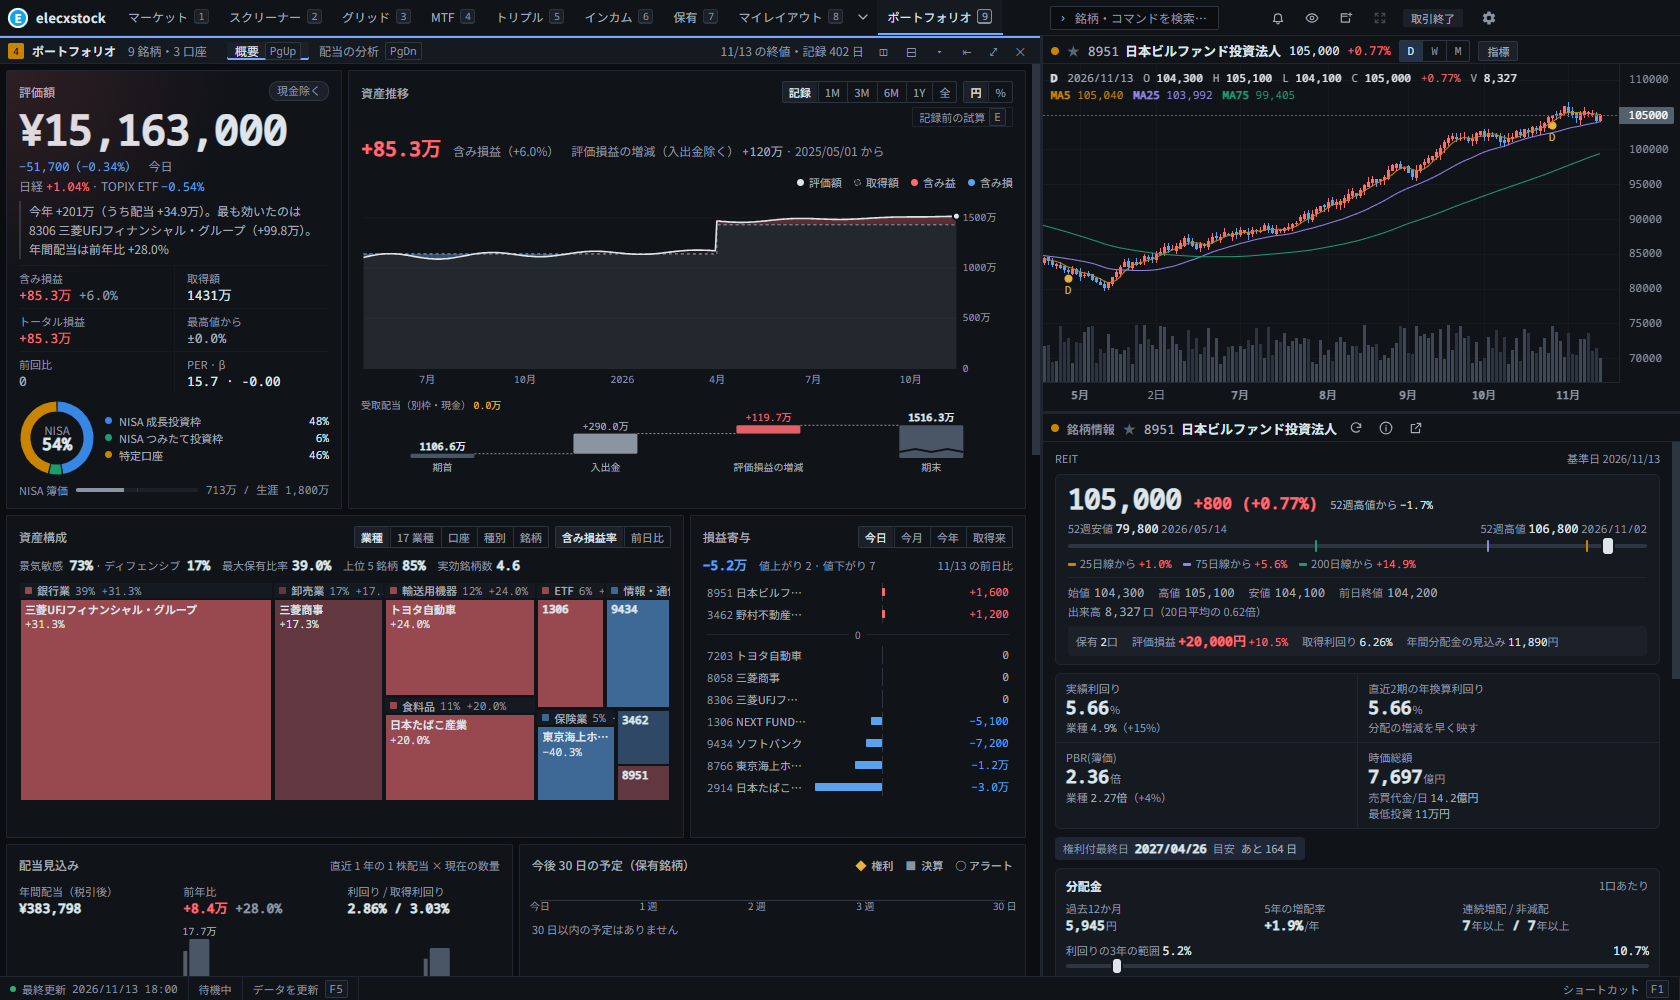 elecxstock
マーケット 1 スクリーナー 2 グリッド 3 MTF 4 トリプル 5 インカム 6 保有 7 マイレイアウト 8 ポートフォリオ 9
› 銘柄・コマンドを検索… 取引終了
4 ポートフォリオ 9 銘柄・3 口座 概要 PgUp 配当の分析 PgDn 11/13 の終値・記録 402 日
評価額 現金除く
¥15,163,000
−51,700 (−0.34%) 今日
日経 +1.04%・TOPIX ETF −0.54%
今年 +201万（うち配当 +34.9万）。最も効いたのは
8306 三菱UFJフィナンシャル・グループ（+99.8万）。
年間配当は前年比 +28.0%
含み損益 取得額
+85.3万 +6.0% 1431万
トータル損益 最高値から
+85.3万 ±0.0%
前回比 PER・β
0 15.7 · -0.00
NISA 54%
NISA 成長投資枠 48%
NISA つみたて投資枠 6%
特定口座 46%
NISA 簿価 713万 / 生涯 1,800万
資産推移 記録 1M 3M 6M 1Y 全 円 %
記録前の試算 E
+85.3万 含み損益（+6.0%） 評価損益の増減（入出金除く） +120万・2025/05/01 から
評価額 取得額 含み益 含み損
1500万
1000万
500万
0
7月 10月 2026 4月 7月 10月
受取配当（別枠・現金） 0.0万
1106.6万 +290.0万 +119.7万 1516.3万
期首 入出金 評価損益の増減 期末
資産構成 業種 17 業種 口座 種別 銘柄 含み損益率 前日比
景気敏感 73%・ディフェンシブ 17% 最大保有比率 39.0% 上位 5 銘柄 85% 実効銘柄数 4.6
銀行業 39% +31.3% 卸売業 17% +17. 輸送用機器 12% +24.0% ETF 6% 情報・通
三菱UFJフィナンシャル・グループ
+31.3%
三菱商事
+17.3%
トヨタ自動車
+24.0%
1306 9434
食料品 11% +20.0%
日本たばこ産業
+20.0%
保険業 5%
東京海上ホ…
−40.3%
3462
8951
損益寄与 今日 今月 今年 取得来
−5.2万 値上がり 2・値下がり 7 11/13 の前日比
8951 日本ビルフ… +1,600
3462 野村不動産… +1,200
0
7203 トヨタ自動車 0
8058 三菱商事 0
8306 三菱UFJフ… 0
1306 NEXT FUND… −5,100
9434 ソフトバンク −7,200
8766 東京海上ホ… −1.2万
2914 日本たばこ… −3.0万
配当見込み 直近 1 年の 1 株配当 × 現在の数量
年間配当（税引後） 前年比 利回り / 取得利回り
¥383,798 +8.4万 +28.0% 2.86% / 3.03%
17.7万
今後 30 日の予定（保有銘柄） 権利 決算 アラート
今日 1 週 2 週 3 週 30 日
30 日以内の予定はありません
★ 8951 日本ビルファンド投資法人 105,000 +0.77% D W M 指標
D 2026/11/13 O 104,300 H 105,100 L 104,100 C 105,000 +0.77% V 8,327
MA5 105,040 MA25 103,992 MA75 99,405
110000
105000
100000
95000
90000
85000
80000
75000
70000
D
D
5月 2日 7月 8月 9月 10月 11月
銘柄情報 ★ 8951 日本ビルファンド投資法人
REIT 基準日 2026/11/13
105,000 +800 (+0.77%) 52週高値から −1.7%
52週安値 79,800 2026/05/14 52週高値 106,800 2026/11/02
25日線から +1.0% 75日線から +5.6% 200日線から +14.9%
始値 104,300 高値 105,100 安値 104,100 前日終値 104,200
出来高 8,327 口（20日平均の 0.62倍）
保有 2口 評価損益 +20,000円 +10.5% 取得利回り 6.26% 年間分配金の見込み 11,890円
実績利回り 直近2期の年換算利回り
5.66% 5.66%
業種 4.9%（+15%） 分配の増減を早く映す
PBR(簿価) 時価総額
2.36倍 7,697億円
業種 2.27倍（+4%） 売買代金/日 14.2億円
最低投資 11万円
権利付最終日 2027/04/26 目安 あと 164 日
分配金 1口あたり
過去12か月 5年の増配率 連続増配 / 非減配
5,945円 +1.9%/年 7年以上 / 7年以上
利回りの3年の範囲 5.2% 10.7%
最終更新 2026/11/13 18:00 待機中 データを更新 F5 ショートカット F1